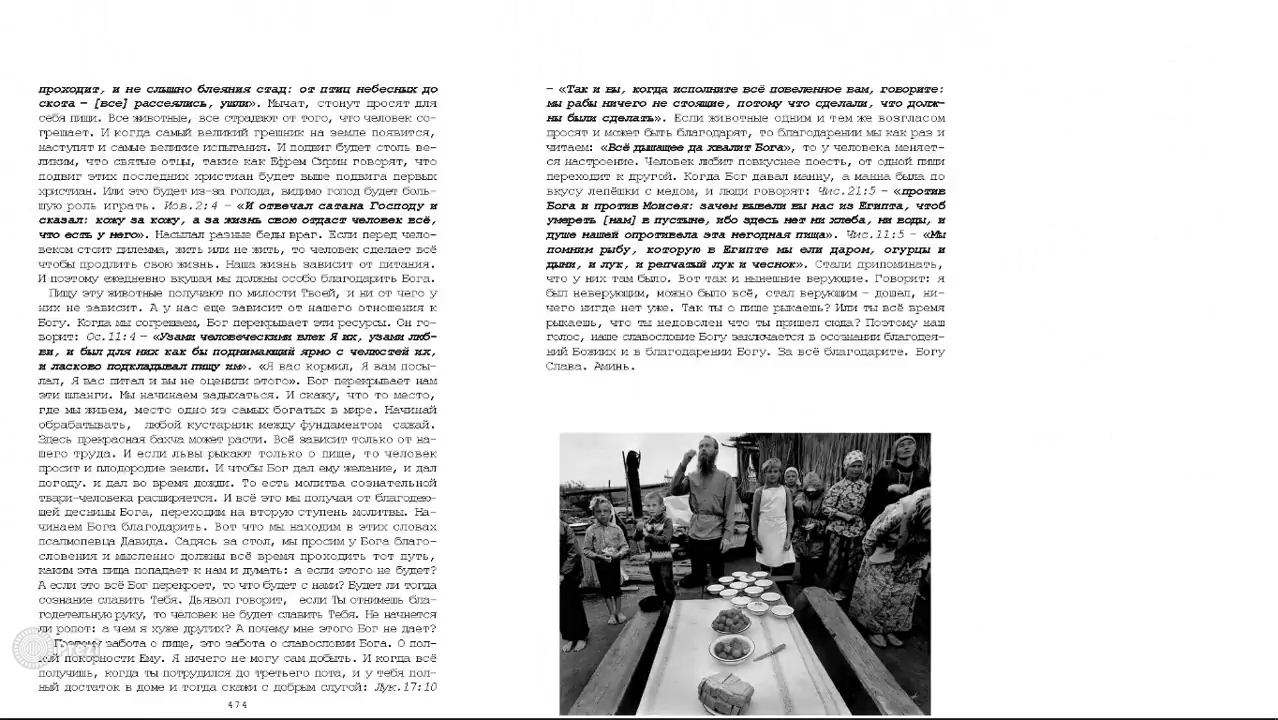 проходит, и не слышно блеяния стад: от птиц небесных до
скота – [все] рассеялись, ушли». Мычат, стонут просят для
себя пищи. Все животные, все страдают от того, что человек со-
грешает. И когда самый великий грешник на земле появится,
наступят и самые великие испытания. И подвиг будет столь ве-
ликим, что святые отцы, такие как Ефрем Сирин говорят, что
подвиг этих последних христиан будет выше подвига первых
христиан. Или это будет из-за голода, видимо голод будет боль-
шую роль играть. Иов.2:4 – «И отвечал сатана Господу и
сказал: кожу за кожу, а за жизнь свою отдаст человек всё,
что есть у него». Насылал разные беды враг. Если перед чело-
веком стоит дилемма, жить или не жить, то человек сделает всё
чтобы продлить свою жизнь. Наша жизнь зависит от питания.
И поэтому ежедневно вкушая мы должны особо благодарить Бога.
Пищу эту животные получают по милости Твоей, и ни от чего у
них не зависит. А у нас еще зависит от нашего отношения к
Богу. Когда мы согрешаем, Бог перекрывает эти ресурсы. Он го-
ворит: Ос.11:4 – «Узами человеческими влек Я их, узами люб-
ви, и был для них как бы поднимающий ярмо с челюстей их,
и ласково подкладывал пищу им». «Я вас кормил, Я вам посы-
лал, Я вас питал и вы не оценили этого». Бог перекрывает нам
эти шланги. Мы начинаем задыхаться. И скажу, что то место,
где мы живем, место одно из самых богатых в мире. Начинай
обрабатывать, любой кустарник между фундаментом сажай.
Здесь прекрасная бахча может расти. Всё зависит только от на-
шего труда. И если львы рыкают только о пище, то человек
просит и плодородие земли. И чтобы Бог дал ему желание, и дал
погоду. и дал во время дожди. То есть молитва сознательной
твари-человека расширяется. И всё это мы получая от благодею-
щей десницы Бога, переходим на вторую ступень молитвы. На-
чинаем Бога благодарить. Вот что мы находим в этих словах
псалмопевца Давида. Садясь за стол, мы просим у Бога благо-
словения и мысленно должны всё время проходить тот путь,
каким эта пища попадает к нам и думать: а если этого не будет?
А если это всё Бог перекроет, то что будет с нами? Будет ли тогда
сознание славить Тебя. Дьявол говорит, если Ты отнимешь бла-
годетельную руку, то человек не будет славить Тебя. Не начнется
ли ропот: а чем я хуже других? А почему мне этого Бог не дает?
Потому забота о пище, это забота о славословии Бога. О пол-
ной покорности Ему. Я ничего не могу сам добыть. И когда всё
получишь, когда ты потрудился до третьего пота, и у тебя пол-
ный достаток в доме и тогда скажи с добрым слугой: Лук.17:10
474
– «Так и вы, когда исполните всё повеленное вам, говорите:
мы рабы ничего не стоящие, потому что сделали, что долж-
ны были сделать». Если животные одним и тем же возгласом
просят и может быть благодарят, то благодарении мы как раз и
читаем: «Всё дышащее да хвалит Бога», то у человека меняет-
ся настроение. Человек любит повкуснее поесть, от одной пищи
переходит к другой. Когда Бог давал манну, а манна была по
вкусу лепёшки с медом, и люди говорят: Чис.21:5 – «против
Бога и против Моисея: зачем вывели вы нас из Египта, чтоб
умереть [нам] в пустыне, ибо здесь нет ни хлеба, ни воды, и
душе нашей опротивела эта негодная пища». Чис.11:5 – «Мы
помним рыбу, которую в Египте мы ели даром, огурцы и
дыни, и лук, и репчатый лук и чеснок». Стали припоминать,
что у них там было. Вот так и нынешние верующие. Говорит: я
был неверующим, можно было всё, стал верующим – дошел, ни-
чего нигде нет уже. Так ты о пище рыкаешь? Или ты всё время
рыкаешь, что ты недоволен что ты пришел сюда? Поэтому наш
голос, наше славословие Богу заключается в осознании благодея-
ний Божиих и в благодарении Богу. За всё благодарите. Богу
Слава. Аминь.
Prezi